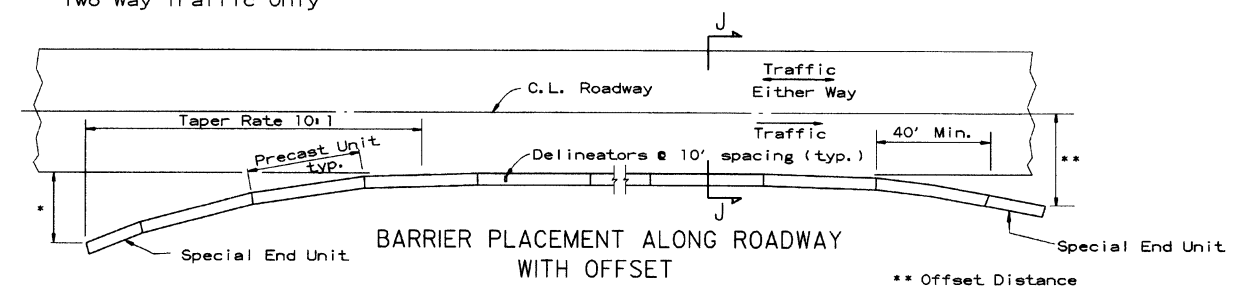 Two Way Traffic Only
J
Traffic
Either Way
C.L. Roadway
Taper Rate 10:1
Traffic
40' Min.
Precast Unit
typ.
Delineators @ 10' spacing (typ.)
**
*
J
BARRIER PLACEMENT ALONG ROADWAY
WITH OFFSET
Special End Unit
Special End Unit
** Offset Distance